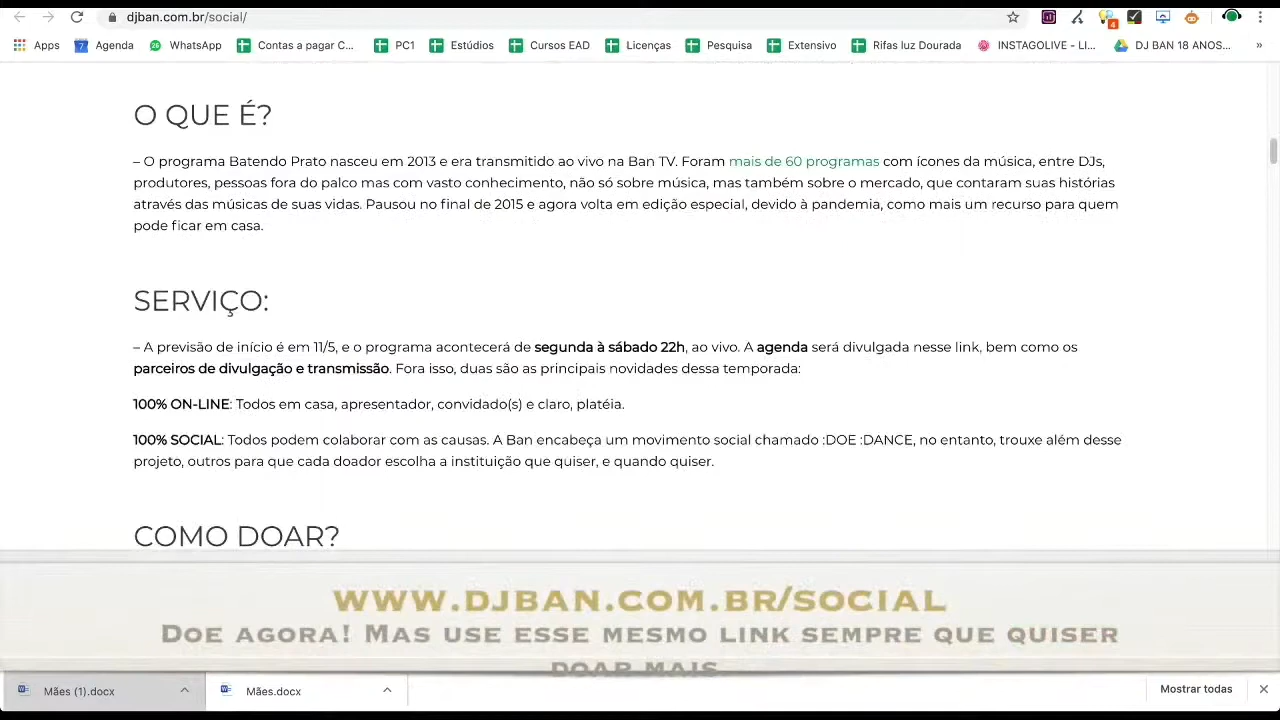 djban.com.br/social/
4
Apps
7 Agenda
26 WhatsApp
Contas a pagar C...
PC1
Estúdios
Cursos EAD
Licenças
Pesquisa
Extensivo
Ritos luz Dourada
INSTAGOLIVE - LI...
DJ BAN 18 ANOS...
»
O QUE É?
– O programa Batendo Prato nasceu em 2013 e era transmitido ao vivo na Ban TV. Foram mais de 60 programas com ícones da música, entre DJs,
produtores, pessoas fora do palco mas com vasto conhecimento, não só sobre música, mas também sobre o mercado, que contaram suas histórias
através das músicas de suas vidas. Pausou no final de 2015 e agora volta em edição especial, devido à pandemia, como mais um recurso para quem
pode ficar em casa.
SERVIÇO:
– A previsão de início é em 11/5, e o programa acontecerá de segunda à sábado 22h, ao vivo. A agenda será divulgada nesse link, bem como os
parceiros de divulgação e transmissão. Fora isso, duas são as principais novidades dessa temporada:
100% ON-LINE: Todos em casa, apresentador, convidado(s) e claro, platéia.
100% SOCIAL: Todos podem colaborar com as causas. A Ban encabeça um movimento social chamado :DOE :DANCE, no entanto, trouxe além desse
projeto, outros para que cada doador escolha a instituição que quiser, e quando quiser.
COMO DOAR?
WWW.DJBAN.COM.BR/SOCIAL
DOE AGORA! MAS USE ESSE MESMO LINK SEMPRE QUE QUISER
DOAR MAIS
Mães (1).docx
Mães.docx
Mostrar todas